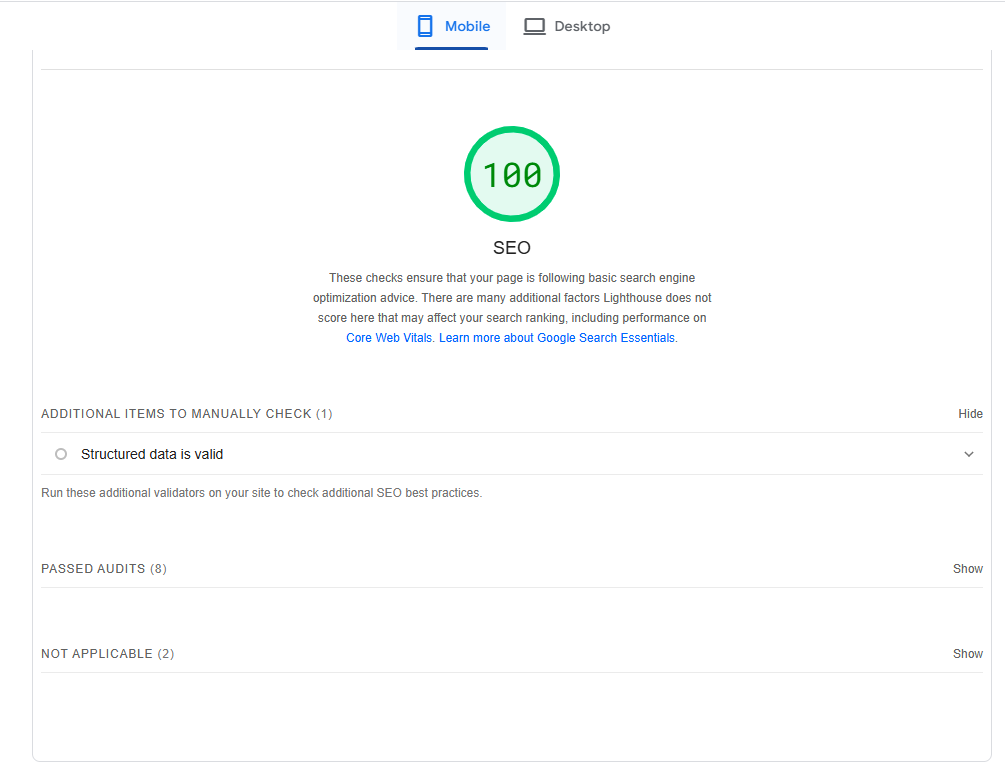 Mobile
Desktop
100
SEO
These checks ensure that your page is following basic search engine
optimization advice. There are many additional factors Lighthouse does not
score here that may affect your search ranking, including performance on
Core Web Vitals. Learn more about Google Search Essentials.
ADDITIONAL ITEMS TO MANUALLY CHECK (1)
Hide
Structured data is valid
Run these additional validators on your site to check additional SEO best practices.
PASSED AUDITS (8)
Show
NOT APPLICABLE (2)
Show